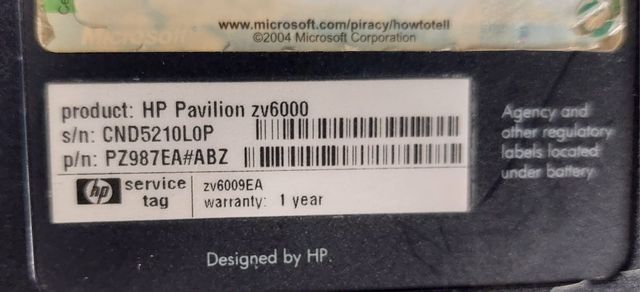 www.microsoft.com/piracy/howtotell
Microsoft
©2004 Microsoft Corporation
product: HP Pavilion zv6000
s/n: CND5210L0P
p/n: PZ987EA#ABZ
hp service tag
zv6009EA
warranty: 1 year
Agency and
other regulatory
labels located
under battery.
Designed by HP.